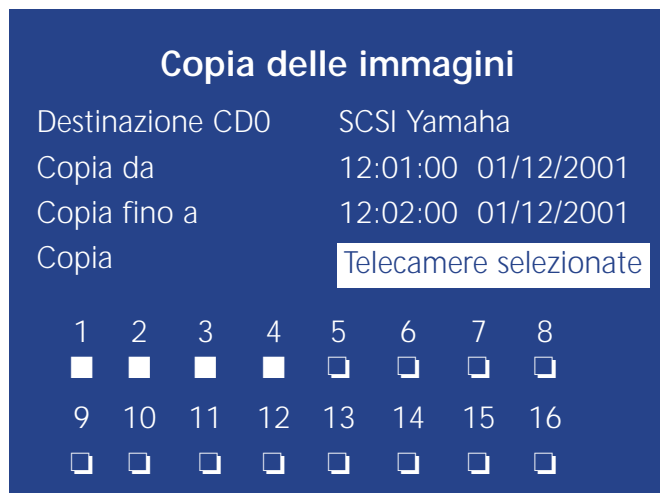 Copia delle immagini
Destinazione CD0 SCSI Yamaha
Copia da 12:01:00 01/12/2001
Copia fino a 12:02:00 01/12/2001
Copia Telecamere selezionate
1 2 3 4 5 6 7 8
9 10 11 12 13 14 15 16